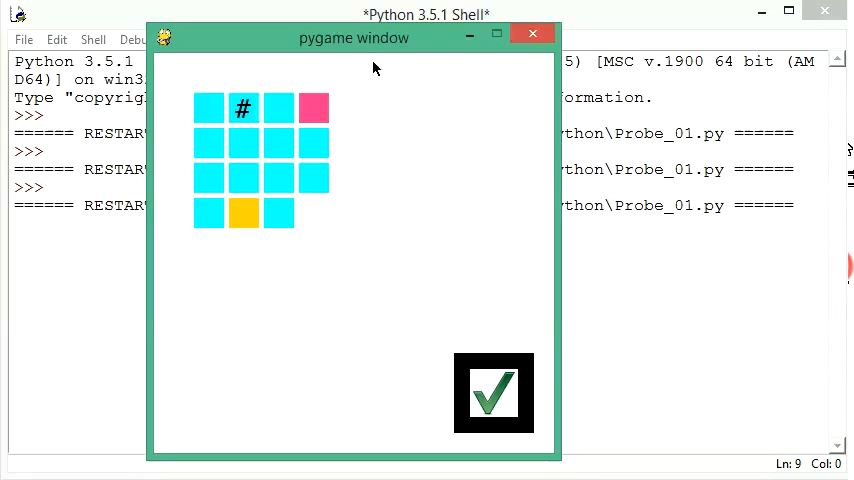 *Python 3.5.1 Shell*
pygame window
File Edit Shell Debu
Python 3.5.1 5) [MSC v.1900 64 bit (AM
D64)] on win3
Type "copyrig formation.
>>>
====== RESTAR ython\Probe_01.py ======
>>>
====== RESTAR ython\Probe_01.py ======
>>>
====== RESTAR ython\Probe_01.py ======
#
Ln: 9 Col: 0